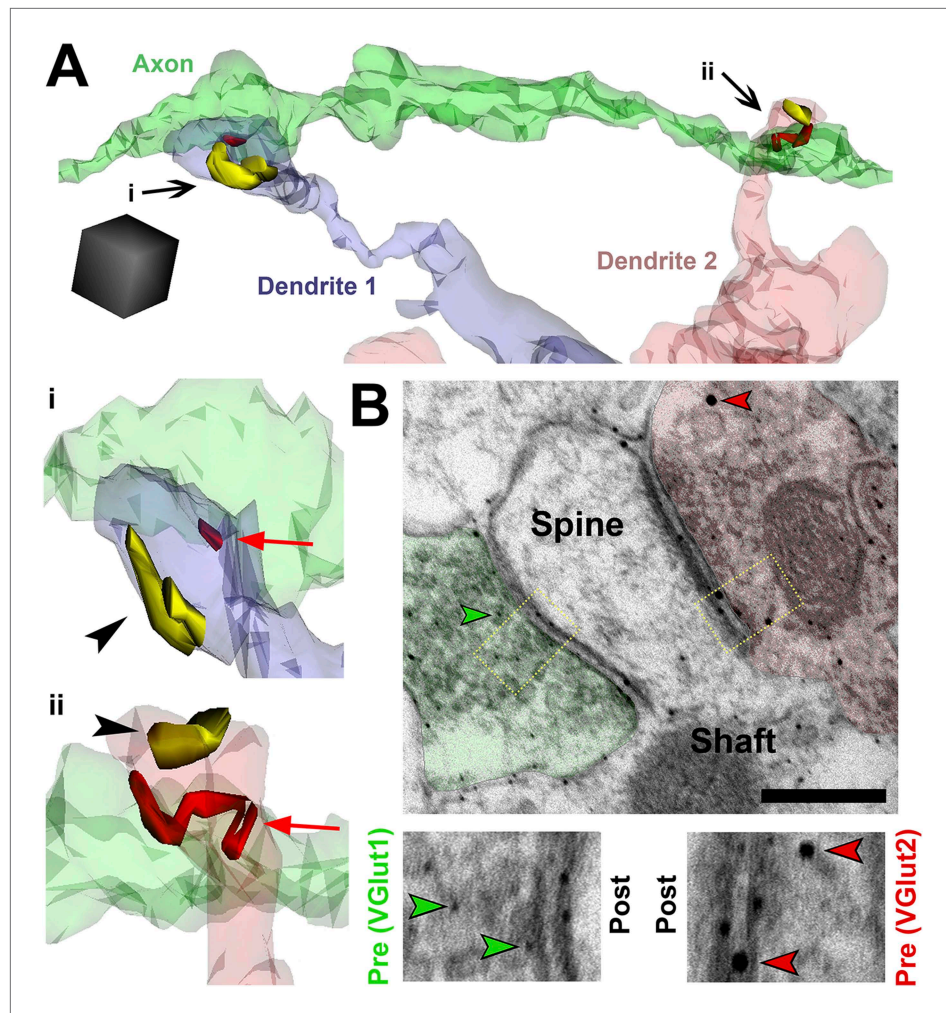 A
Axon
ii
i
Dendrite 1
Dendrite 2
i
ii
B
Spine
Shaft
Pre (VGlut1)
Post
Post
Pre (VGlut2)